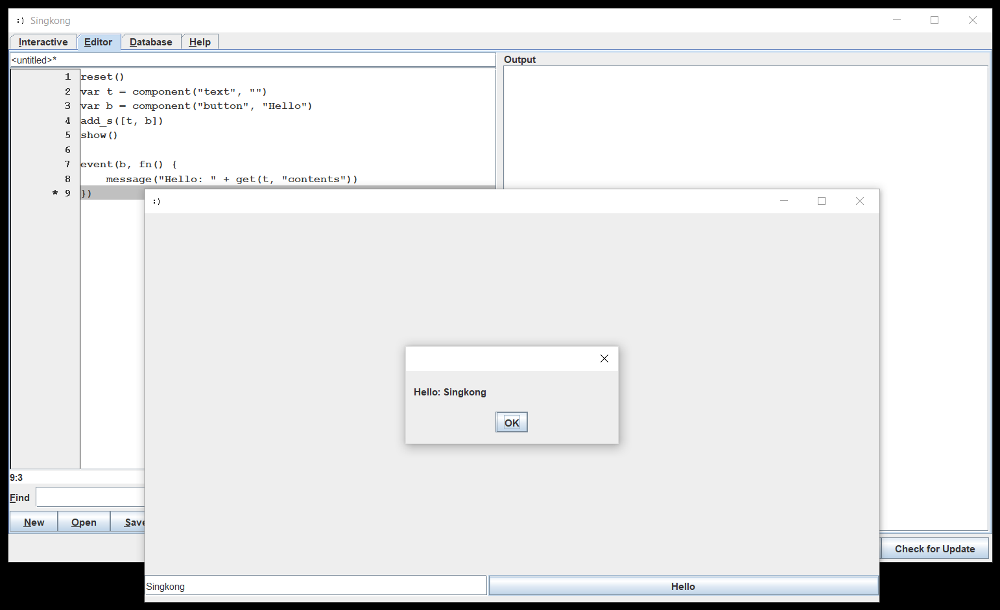 :) Singkong
Interactive Editor Database Help
<untitled>*
Output
1 reset()
2 var t = component("text", "")
3 var b = component("button", "Hello")
4 add_s([t, b])
5 show()
6
7 event(b, fn() {
8     message("Hello: " + get(t, "contents"))
* 9 })
:)
Hello: Singkong
OK
9:3
Find
New Open Save
Check for Update
Singkong Hello